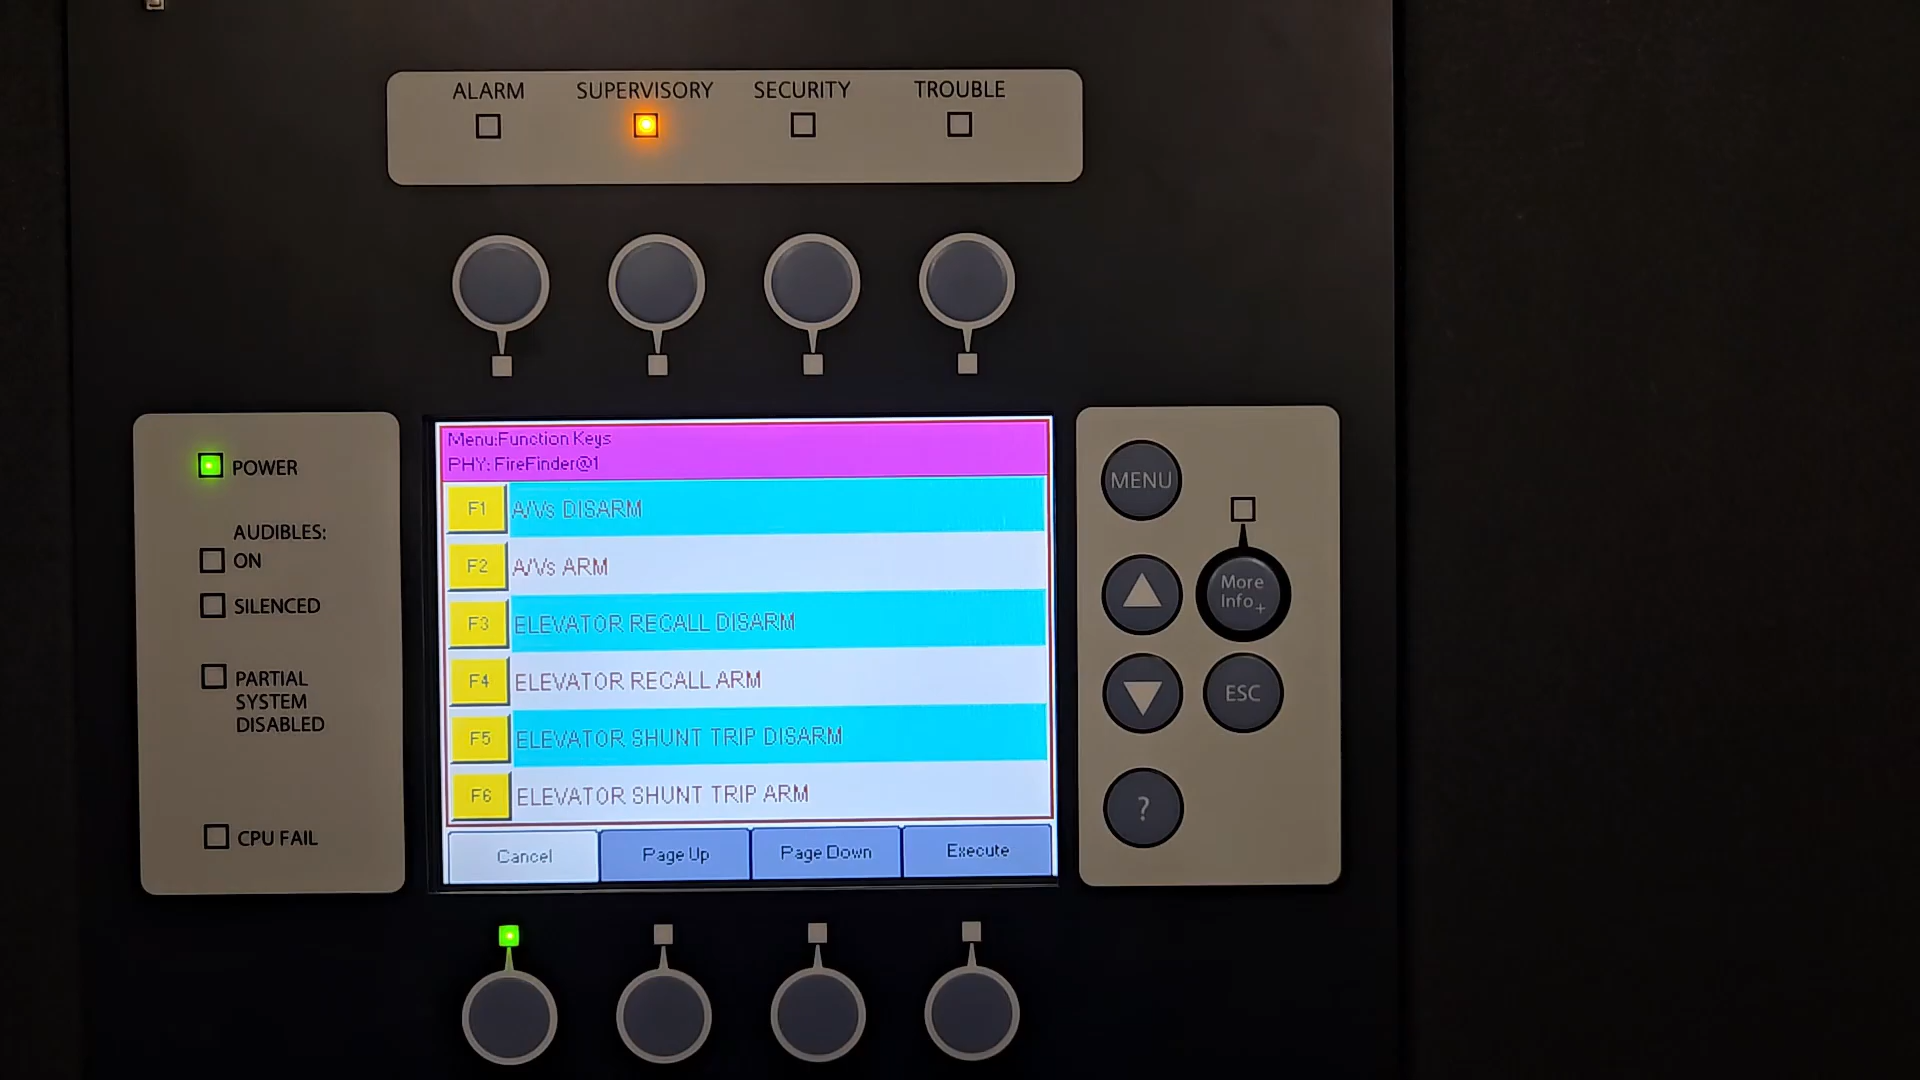 ALARM
SUPERVISORY
SECURITY
TROUBLE
POWER
AUDIBLES:
ON
SILENCED
PARTIAL
SYSTEM
DISABLED
CPU FAIL
Menu:Function Keys
PHY: FireFinder@1
F1 A/Vs DISARM
F2 A/Vs ARM
F3 ELEVATOR RECALL DISARM
F4 ELEVATOR RECALL ARM
F5 ELEVATOR SHUNT TRIP DISARM
F6 ELEVATOR SHUNT TRIP ARM
Cancel
Page Up
Page Down
Execute
MENU
More
Info+
ESC
?